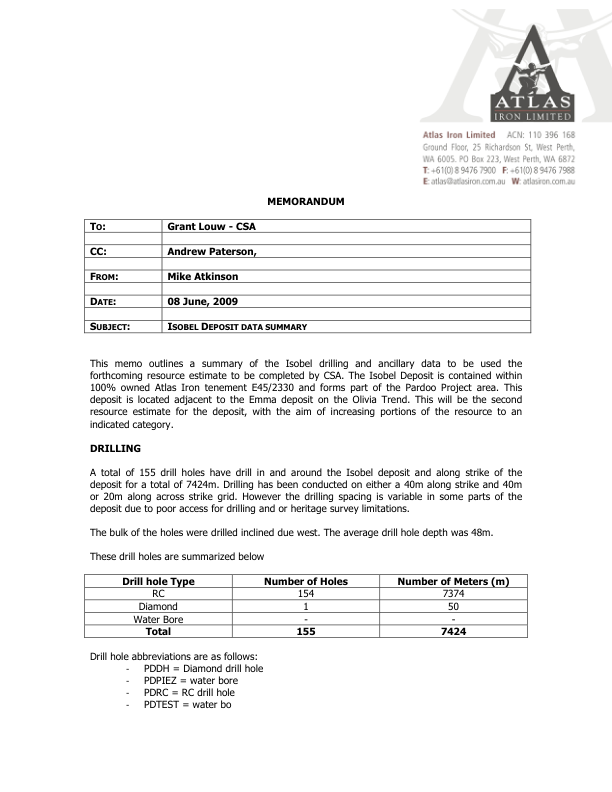 ATLAS
IRON LIMITED
Atlas Iron Limited ACN: 110 396 168
Ground Floor, 25 Richardson St, West Perth,
WA 6005. PO Box 223, West Perth, WA 6872
T: +61(0) 8 9476 7900 F: +61(0) 8 9476 7988
E: atlas@atlasiron.com.au W: atlasiron.com.au
MEMORANDUM
TO: Grant Louw - CSA
CC: Andrew Paterson,
FROM: Mike Atkinson
DATE: 08 June, 2009
SUBJECT: ISOBEL DEPOSIT DATA SUMMARY
This memo outlines a summary of the Isobel drilling and ancillary data to be used the
forthcoming resource estimate to be completed by CSA. The Isobel Deposit is contained within
100% owned Atlas Iron tenement E45/2330 and forms part of the Pardoo Project area. This
deposit is located adjacent to the Emma deposit on the Olivia Trend. This will be the second
resource estimate for the deposit, with the aim of increasing portions of the resource to an
indicated category.
DRILLING
A total of 155 drill holes have drill in and around the Isobel deposit and along strike of the
deposit for a total of 7424m. Drilling has been conducted on either a 40m along strike and 40m
or 20m along across strike grid. However the drilling spacing is variable in some parts of the
deposit due to poor access for drilling and or heritage survey limitations.
The bulk of the holes were drilled inclined due west. The average drill hole depth was 48m.
These drill holes are summarized below
Drill hole Type Number of Holes Number of Meters (m)
RC 154 7374
Diamond 1 50
Water Bore - -
Total 155 7424
Drill hole abbreviations are as follows:
- PDDH = Diamond drill hole
- PDPIEZ = water bore
- PDRC = RC drill hole
- PDTEST = water bo